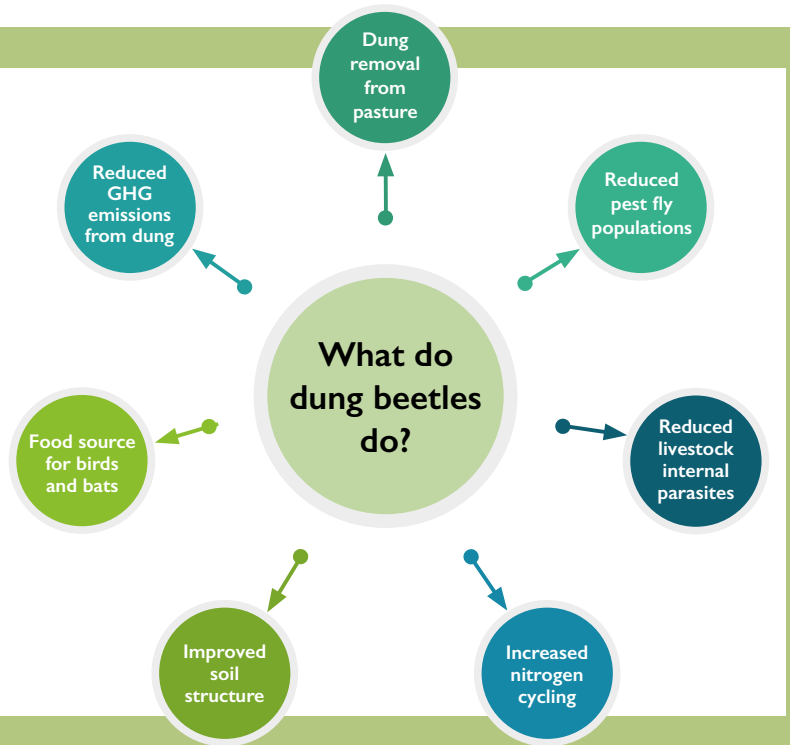 Dung
removal
from
pasture
Reduced
GHG
emissions
from dung
Reduced
pest fly
populations
What do
dung beetles
do?
Food source
for birds
and bats
Reduced
livestock
internal
parasites
Improved
soil
structure
Increased
nitrogen
cycling